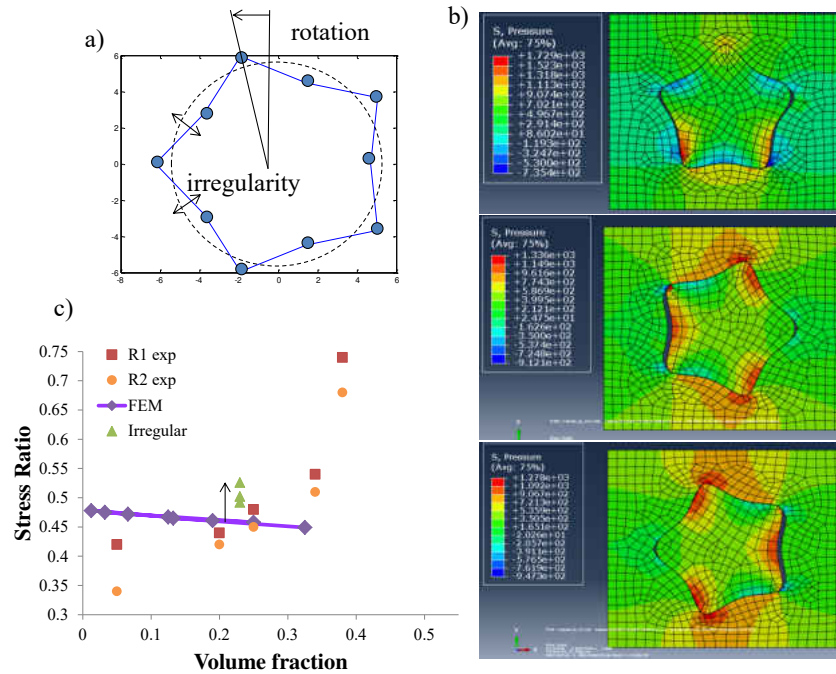 a)
rotation
irregularity
6
4
2
0
-2
-4
-6
-8
-6
-4
-2
0
2
4
6
b)
S, Pressure
(Avg: 75%)
+1.729e+03
+1.523e+03
+1.318e+03
+1.113e+03
+9.074e+02
+7.021e+02
+4.967e+02
+2.914e+02
+8.602e+01
-1.193e+02
-3.247e+02
-5.300e+02
-7.354e+02
S, Pressure
(Avg: 75%)
+1.336e+03
+1.149e+03
+9.616e+02
+7.743e+02
+5.869e+02
+3.995e+02
+2.121e+02
+2.475e+01
-1.626e+02
-3.500e+02
-5.374e+02
-7.248e+02
-9.121e+02
S, Pressure
(Avg: 75%)
+1.278e+03
+1.092e+03
+9.067e+02
+7.213e+02
+5.359e+02
+3.505e+02
+1.651e+02
-2.026e+01
-2.057e+02
-3.911e+02
-5.765e+02
-7.619e+02
-9.473e+02
c)
Stress Ratio
0.75
0.7
0.65
0.6
0.55
0.5
0.45
0.4
0.35
0.3
R1 exp
R2 exp
FEM
Irregular
0
0.1
0.2
0.3
0.4
0.5
Volume fraction